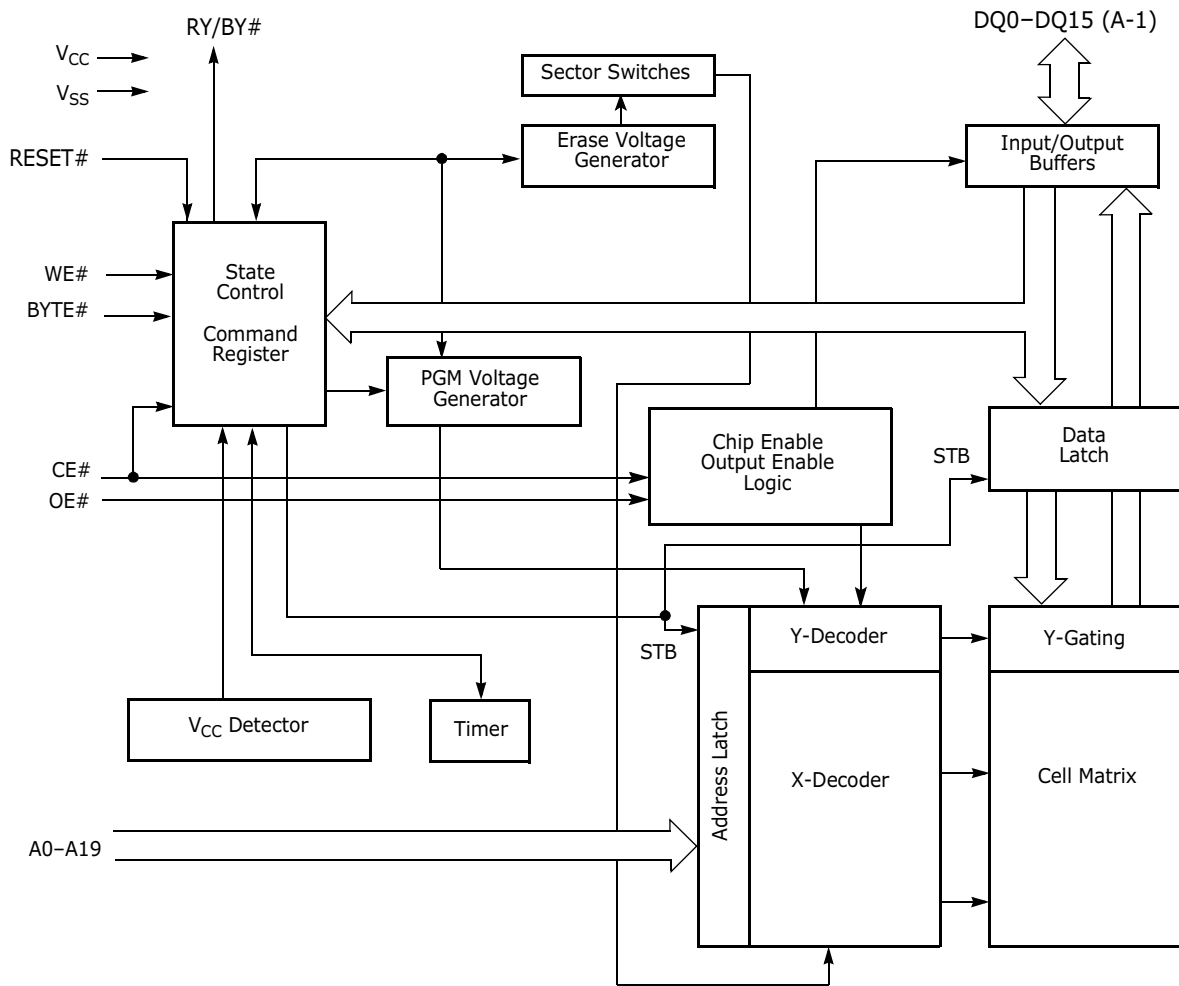 RY/BY#
DQ0–DQ15 (A-1)
VCC
VSS
Sector Switches
RESET#
Erase Voltage
Generator
Input/Output
Buffers
WE#
BYTE#
State
Control
Command
Register
PGM Voltage
Generator
Chip Enable
Output Enable
Logic
STB
Data
Latch
CE#
OE#
STB
Y-Decoder
Y-Gating
VCC Detector
Timer
Address Latch
X-Decoder
Cell Matrix
A0–A19